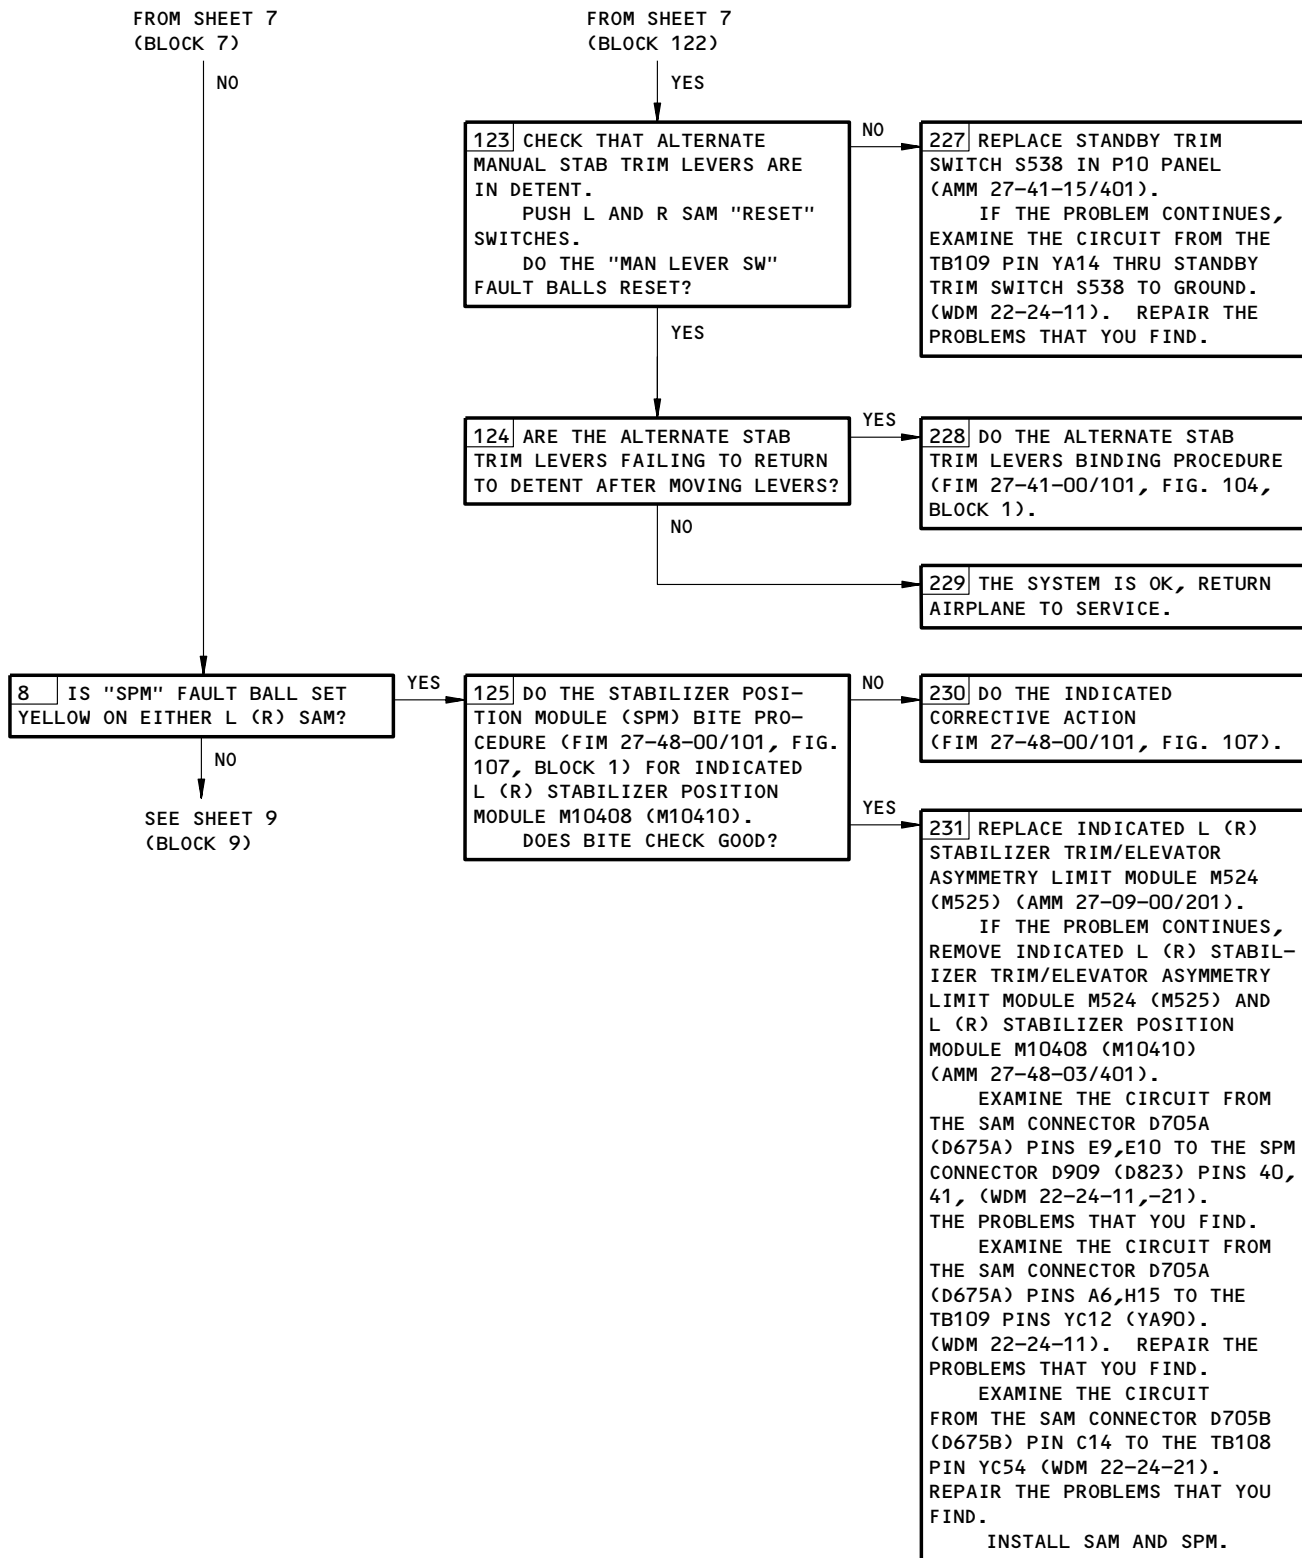 FROM SHEET 7
(BLOCK 7)
NO
FROM SHEET 7
(BLOCK 122)
YES
123 CHECK THAT ALTERNATE
MANUAL STAB TRIM LEVERS ARE
IN DETENT.
PUSH L AND R SAM "RESET"
SWITCHES.
DO THE "MAN LEVER SW"
FAULT BALLS RESET?
NO
227 REPLACE STANDBY TRIM
SWITCH S538 IN P10 PANEL
(AMM 27-41-15/401).
IF THE PROBLEM CONTINUES,
EXAMINE THE CIRCUIT FROM THE
TB109 PIN YA14 THRU STANDBY
TRIM SWITCH S538 TO GROUND.
(WDM 22-24-11). REPAIR THE
PROBLEMS THAT YOU FIND.
YES
124 ARE THE ALTERNATE STAB
TRIM LEVERS FAILING TO RETURN
TO DETENT AFTER MOVING LEVERS?
YES
228 DO THE ALTERNATE STAB
TRIM LEVERS BINDING PROCEDURE
(FIM 27-41-00/101, FIG. 104,
BLOCK 1).
NO
229 THE SYSTEM IS OK, RETURN
AIRPLANE TO SERVICE.
8 IS "SPM" FAULT BALL SET
YELLOW ON EITHER L (R) SAM?
YES
NO
SEE SHEET 9
(BLOCK 9)
125 DO THE STABILIZER POSI-
TION MODULE (SPM) BITE PRO-
CEDURE (FIM 27-48-00/101, FIG.
107, BLOCK 1) FOR INDICATED
L (R) STABILIZER POSITION
MODULE M10408 (M10410).
DOES BITE CHECK GOOD?
NO
230 DO THE INDICATED
CORRECTIVE ACTION
(FIM 27-48-00/101, FIG. 107).
YES
231 REPLACE INDICATED L (R)
STABILIZER TRIM/ELEVATOR
ASYMMETRY LIMIT MODULE M524
(M525) (AMM 27-09-00/201).
IF THE PROBLEM CONTINUES,
REMOVE INDICATED L (R) STABIL-
IZER TRIM/ELEVATOR ASYMMETRY
LIMIT MODULE M524 (M525) AND
L (R) STABILIZER POSITION
MODULE M10408 (M10410)
(AMM 27-48-03/401).
EXAMINE THE CIRCUIT FROM
THE SAM CONNECTOR D705A
(D675A) PINS E9,E10 TO THE SPM
CONNECTOR D909 (D823) PINS 40,
41, (WDM 22-24-11,-21).
THE PROBLEMS THAT YOU FIND.
EXAMINE THE CIRCUIT FROM
THE SAM CONNECTOR D705A
(D675A) PINS A6,H15 TO THE
TB109 PINS YC12 (YA90).
(WDM 22-24-11). REPAIR THE
PROBLEMS THAT YOU FIND.
EXAMINE THE CIRCUIT
FROM THE SAM CONNECTOR D705B
(D675B) PIN C14 TO THE TB108
PIN YC54 (WDM 22-24-21).
REPAIR THE PROBLEMS THAT YOU
FIND.
INSTALL SAM AND SPM.